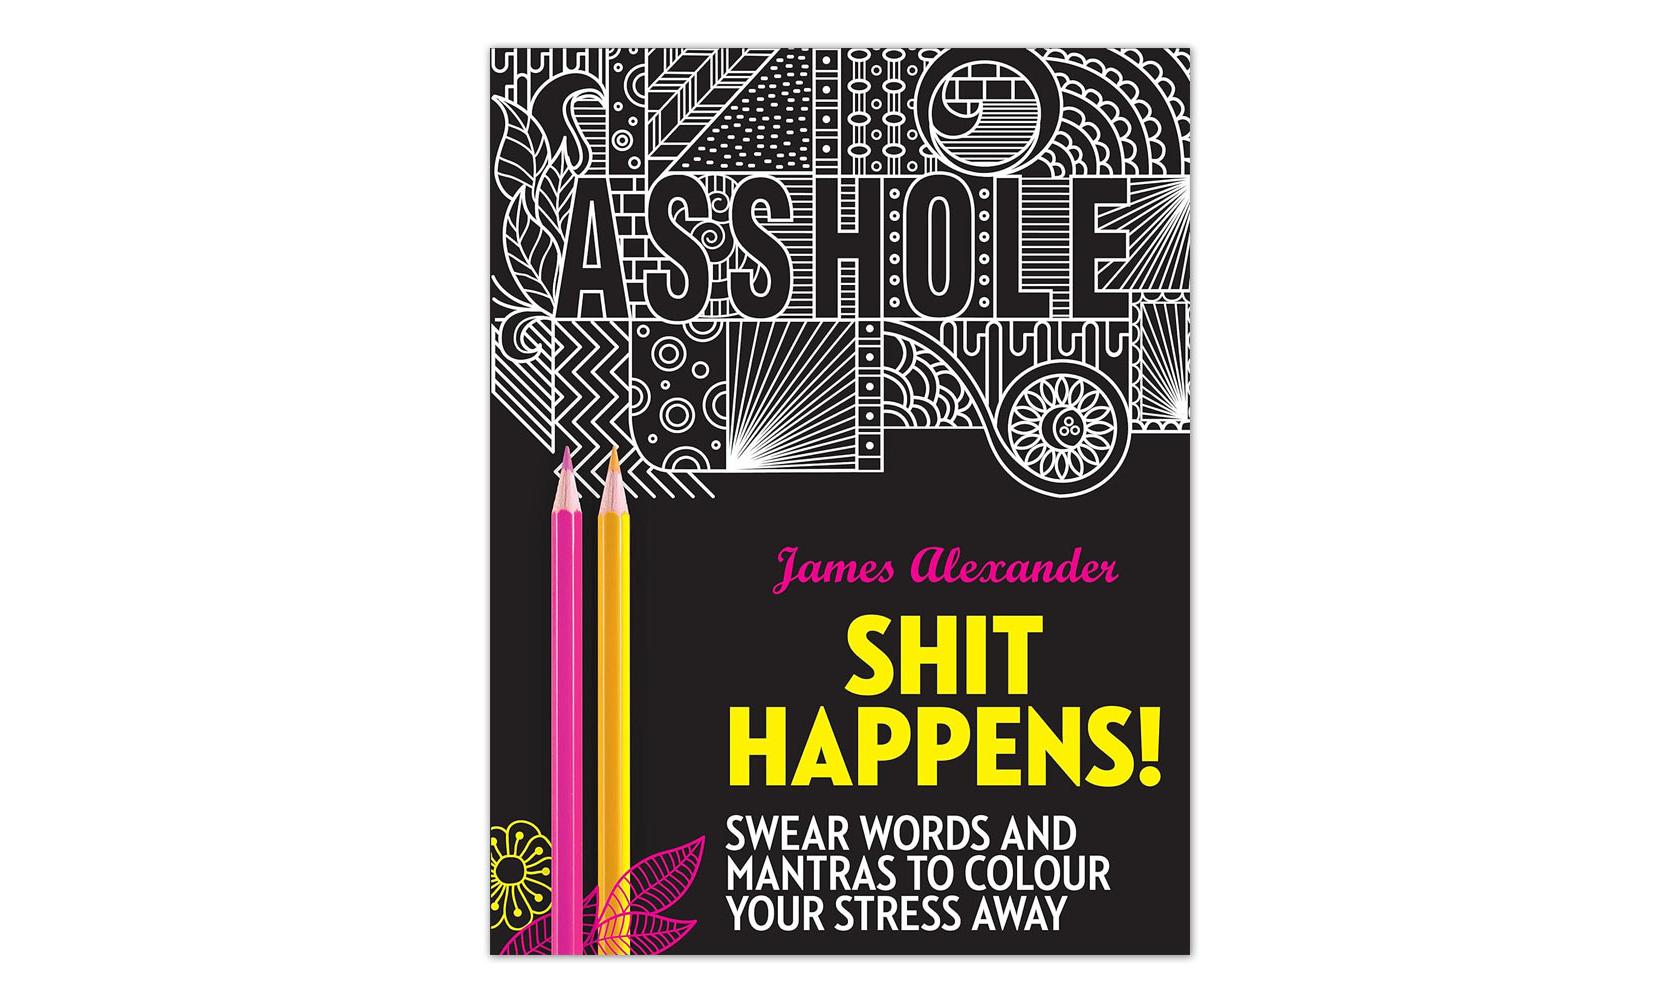 ASSHOLE
James Alexander
SHIT
HAPPENS!
SWEAR WORDS AND
MANTRAS TO COLOUR
YOUR STRESS AWAY